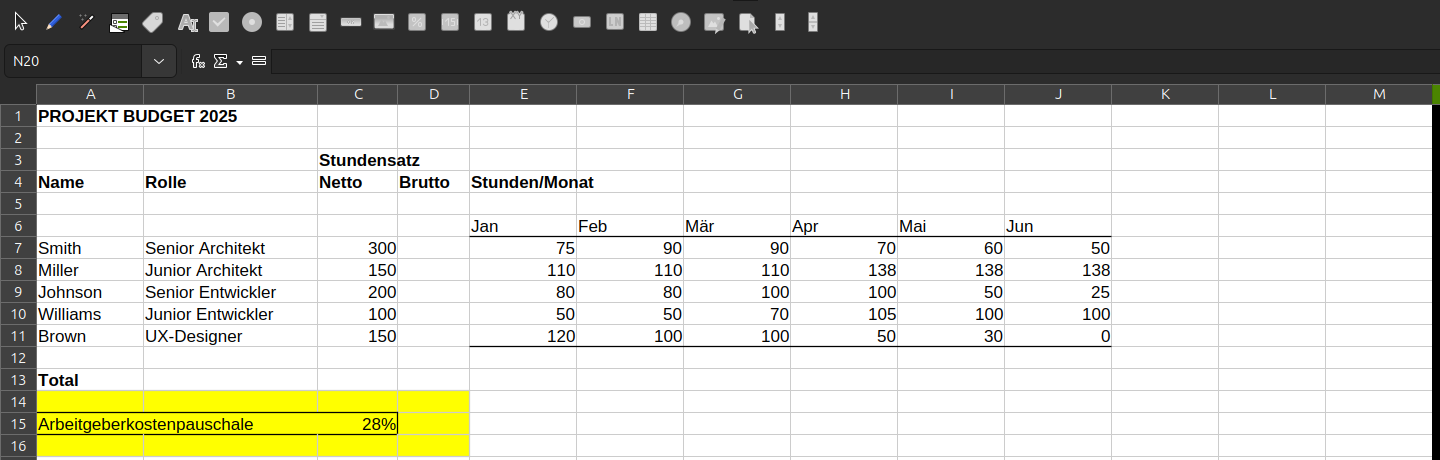 N20
A B C D E F G H I J K L M
1 PROJEKT BUDGET 2025
2
3 Stundensatz
4 Name Rolle Netto Brutto Stunden/Monat
5
6 Jan Feb Mär Apr Mai Jun
7 Smith Senior Architekt 300 75 90 90 70 60 50
8 Miller Junior Architekt 150 110 110 110 138 138 138
9 Johnson Senior Entwickler 200 80 80 100 100 50 25
10 Williams Junior Entwickler 100 50 50 70 105 100 100
11 Brown UX-Designer 150 120 100 100 50 30 0
12
13 Total
14
15 Arbeitgeberkostenpauschale 28%
16